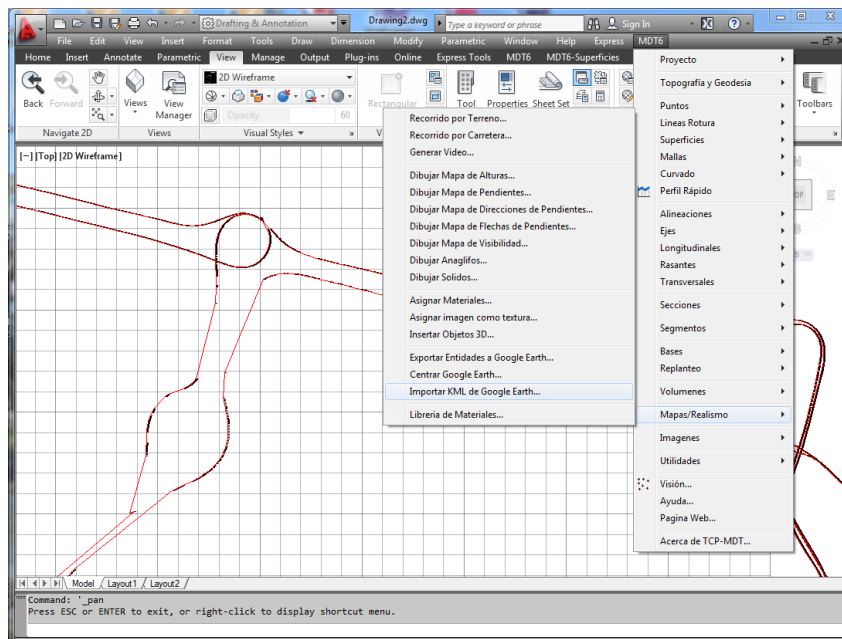 Drafting & Annotation
Drawing2.dwg
Type a keyword or phrase
Sign In
File Edit View Insert Format Tools Draw Dimension Modify Parametric Window Help Express MDT6
Home Insert Annotate Parametric View Manage Output Plug-ins Online Express Tools MDT6 MDT6-Superficies
2D Wireframe
Back Forward Views View Manager Rectangular Tool Properties Sheet Set Toolbars
Opacity 60
Navigate 2D Views Visual Styles
[−][Top][2D Wireframe]
Recorrido por Terreno...
Recorrido por Carretera...
Generar Video...
Dibujar Mapa de Alturas...
Dibujar Mapa de Pendientes...
Dibujar Mapa de Direcciones de Pendientes...
Dibujar Mapa de Flechas de Pendientes...
Dibujar Mapa de Visibilidad...
Dibujar Anaglifos...
Dibujar Solidos...
Asignar Materiales...
Asignar imagen como textura...
Insertar Objetos 3D...
Exportar Entidades a Google Earth...
Centrar Google Earth...
Importar KML de Google Earth...
Libreria de Materiales...
Proyecto
Topografía y Geodesia
Puntos
Lineas Rotura
Superficies
Mallas
Curvado
Perfil Rápido
Alineaciones
Ejes
Longitudinales
Rasantes
Transversales
Secciones
Segmentos
Bases
Replanteo
Volumenes
Mapas/Realismo
Imagenes
Utilidades
Visión...
Ayuda...
Pagina Web...
Acerca de TCP-MDT...
Model Layout1 Layout2
Command: '_pan
Press ESC or ENTER to exit, or right-click to display shortcut menu.